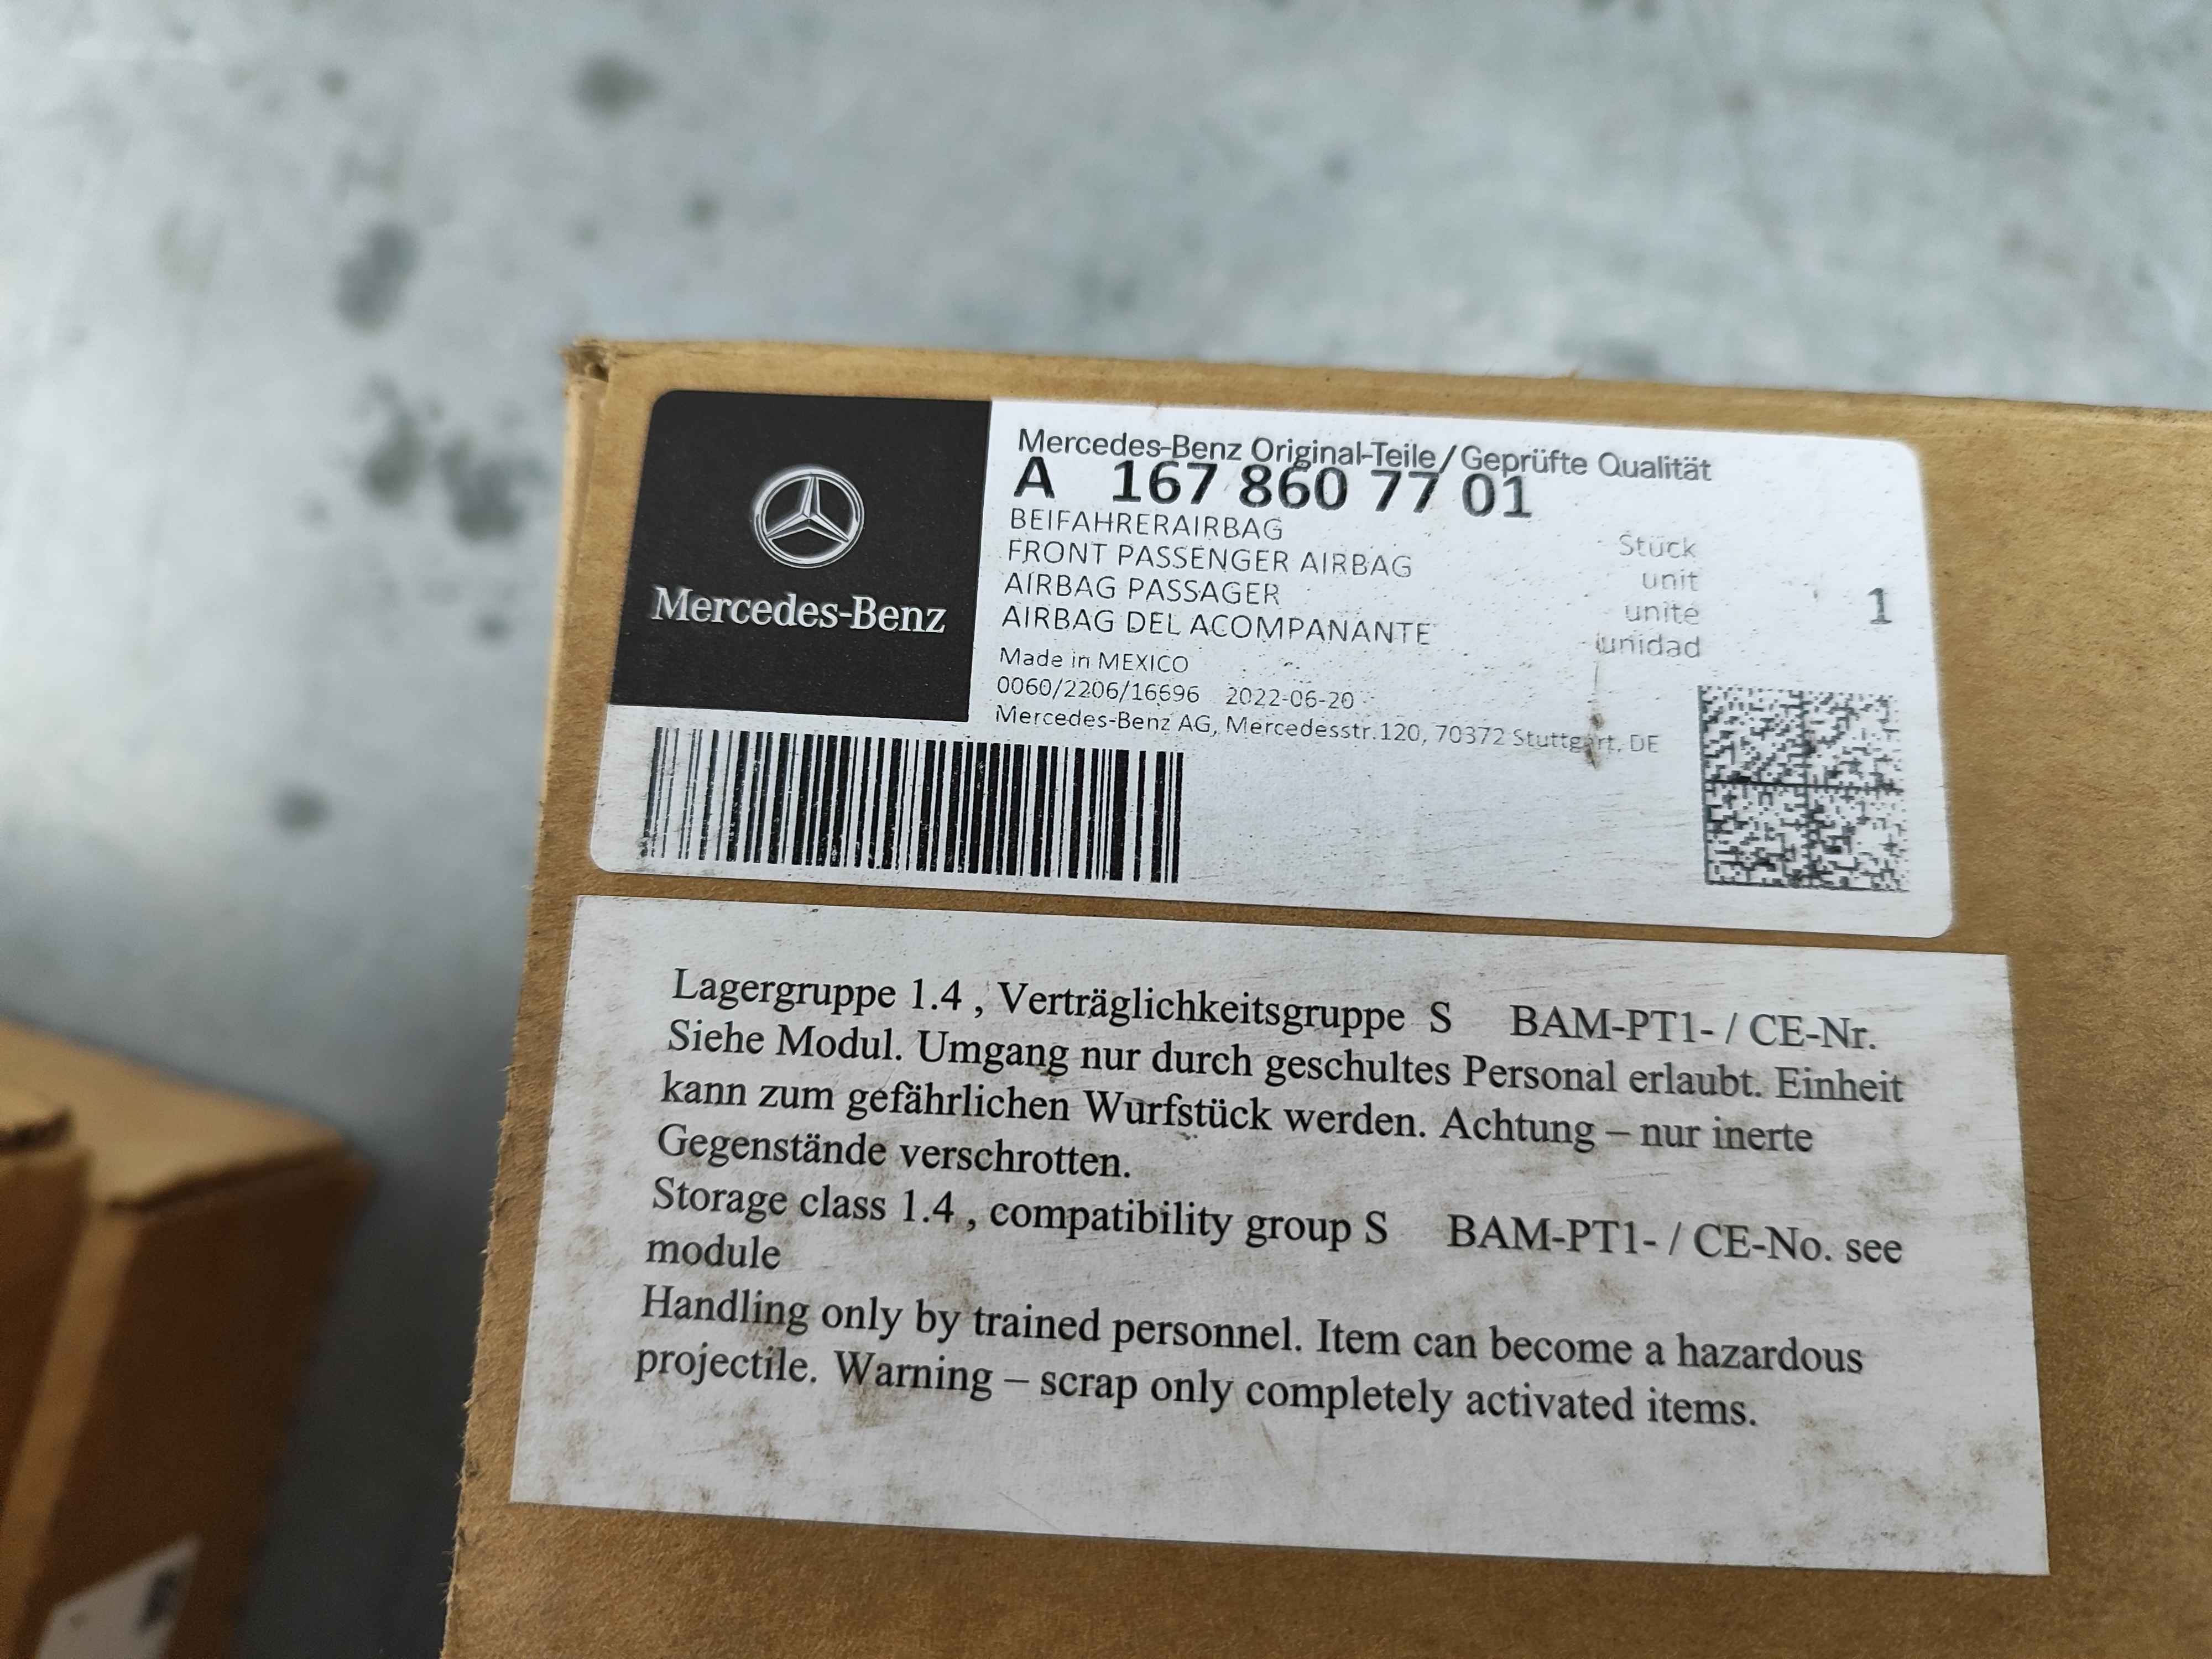 Mercedes-Benz
Mercedes-Benz Original-Teile/Geprüfte Qualität
A 167 860 77 01
BEIFAHRERAIRBAG
FRONT PASSENGER AIRBAG
AIRBAG PASSAGER
AIRBAG DEL ACOMPANANTE
Stück
unit
unité
unidad
1
Made in MEXICO
0060/2206/16696 2022-06-20
Mercedes-Benz AG, Mercedesstr.120, 70372 Stuttgart, DE
Lagergruppe 1.4 , Verträglichkeitsgruppe S BAM-PT1- / CE-Nr.
Siehe Modul. Umgang nur durch geschultes Personal erlaubt. Einheit
kann zum gefährlichen Wurfstück werden. Achtung – nur inerte
Gegenstände verschrotten.
Storage class 1.4 , compatibility group S BAM-PT1- / CE-No. see
module
Handling only by trained personnel. Item can become a hazardous
projectile. Warning – scrap only completely activated items.